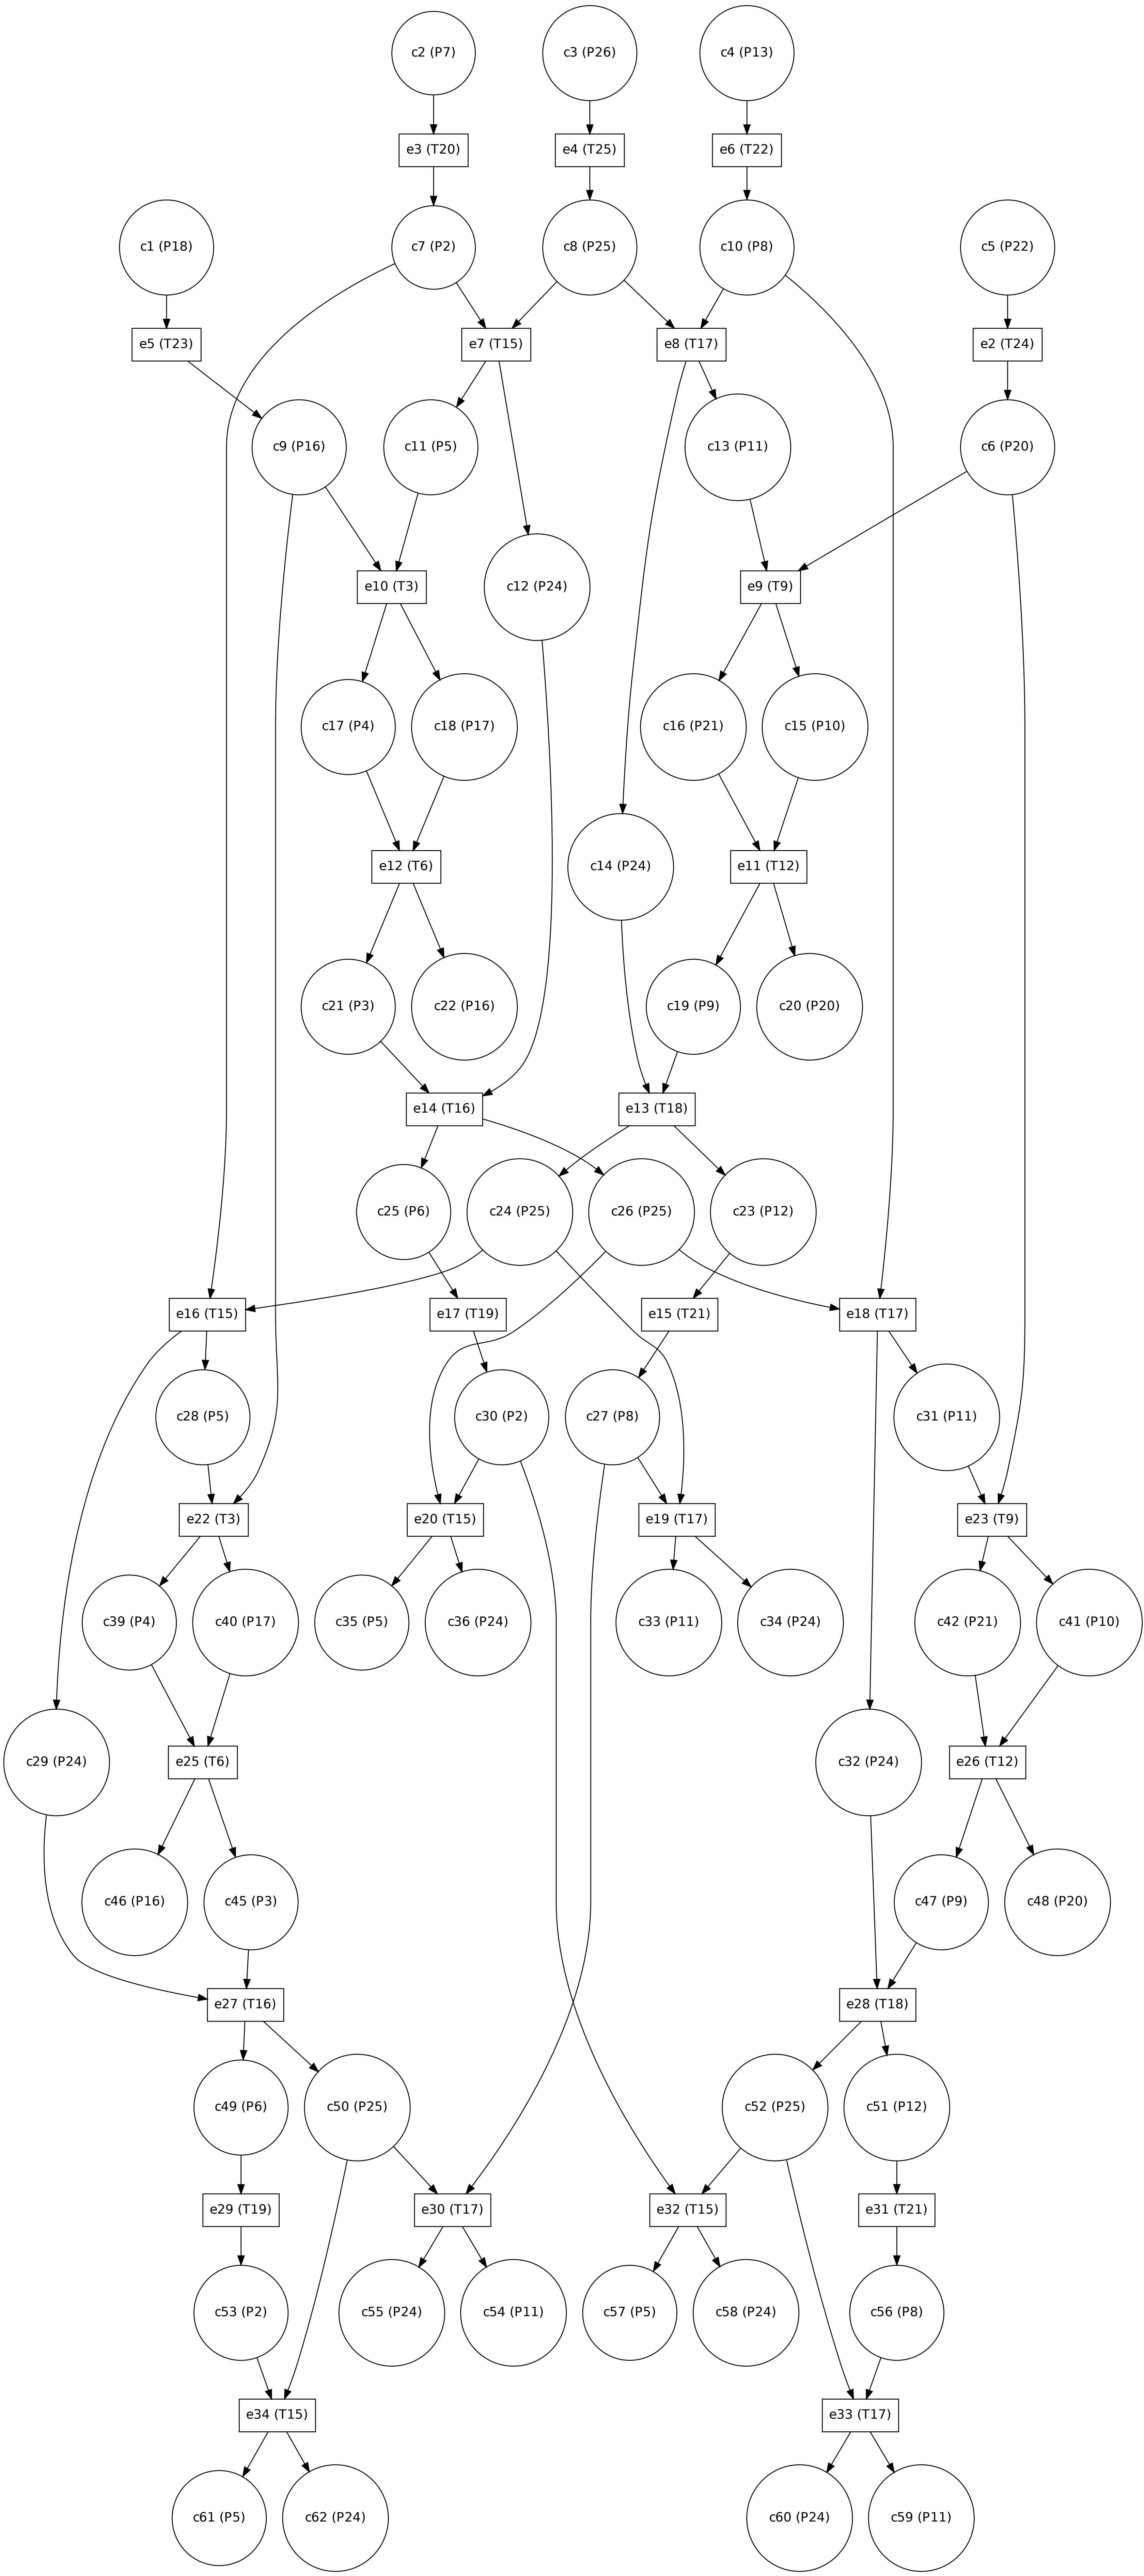 c2 (P7)
c3 (P26)
c4 (P13)
e3 (T20)
e4 (T25)
e6 (T22)
c1 (P18)
c7 (P2)
c8 (P25)
c10 (P8)
c5 (P22)
e5 (T23)
e7 (T15)
e8 (T17)
e2 (T24)
c9 (P16)
c11 (P5)
c13 (P11)
c6 (P20)
e10 (T3)
c12 (P24)
e9 (T9)
c17 (P4)
c18 (P17)
c16 (P21)
c15 (P10)
e12 (T6)
c14 (P24)
e11 (T12)
c21 (P3)
c22 (P16)
c19 (P9)
c20 (P20)
e14 (T16)
e13 (T18)
c25 (P6)
c24 (P25)
c26 (P25)
c23 (P12)
e16 (T15)
e17 (T19)
e15 (T21)
e18 (T17)
c28 (P5)
c30 (P2)
c27 (P8)
c31 (P11)
e22 (T3)
e20 (T15)
e19 (T17)
e23 (T9)
c39 (P4)
c40 (P17)
c35 (P5)
c36 (P24)
c33 (P11)
c34 (P24)
c42 (P21)
c41 (P10)
c29 (P24)
e25 (T6)
c32 (P24)
e26 (T12)
c46 (P16)
c45 (P3)
c47 (P9)
c48 (P20)
e27 (T16)
e28 (T18)
c49 (P6)
c50 (P25)
c52 (P25)
c51 (P12)
e29 (T19)
e30 (T17)
e32 (T15)
e31 (T21)
c53 (P2)
c55 (P24)
c54 (P11)
c57 (P5)
c58 (P24)
c56 (P8)
e34 (T15)
e33 (T17)
c61 (P5)
c62 (P24)
c60 (P24)
c59 (P11)